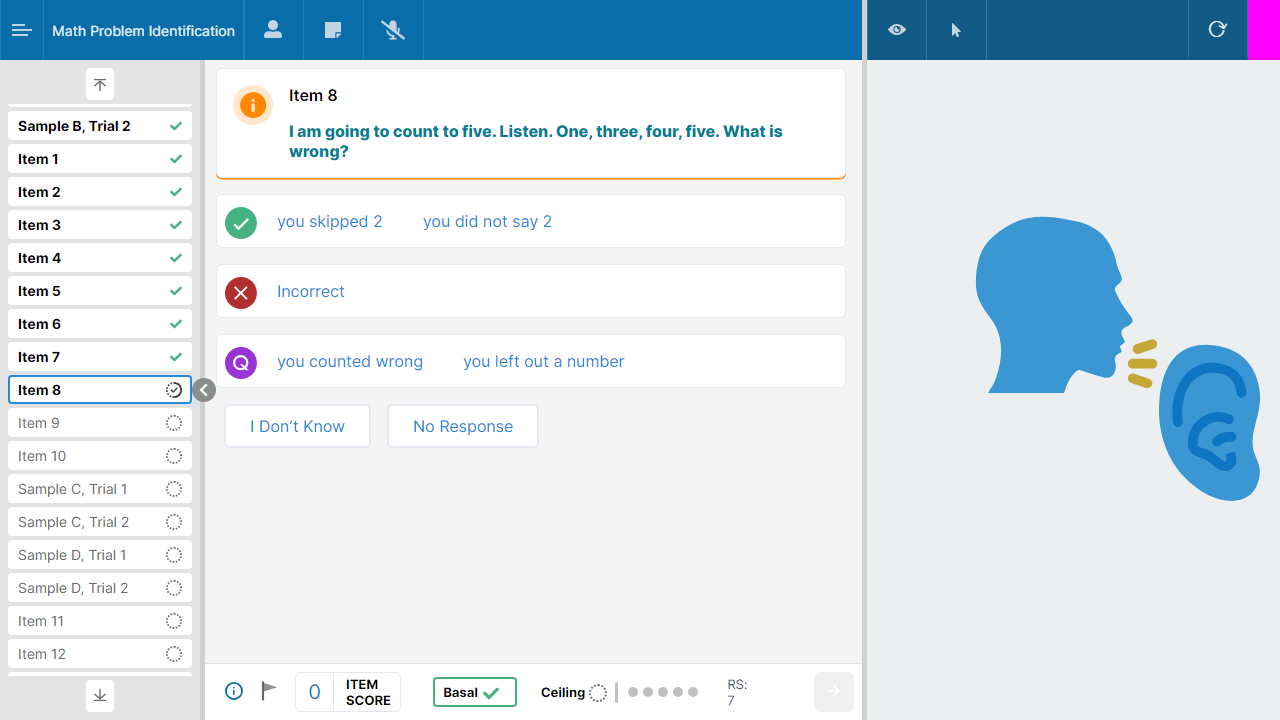 Math Problem Identification
Sample B, Trial 2
Item 1
Item 2
Item 3
Item 4
Item 5
Item 6
Item 7
Item 8
Item 9
Item 10
Sample C, Trial 1
Sample C, Trial 2
Sample D, Trial 1
Sample D, Trial 2
Item 11
Item 12
Item 8
I am going to count to five. Listen. One, three, four, five. What is
wrong?
you skipped 2 you did not say 2
Incorrect
Q you counted wrong you left out a number
I Don’t Know No Response
0 ITEM SCORE
Basal
Ceiling
RS:
7